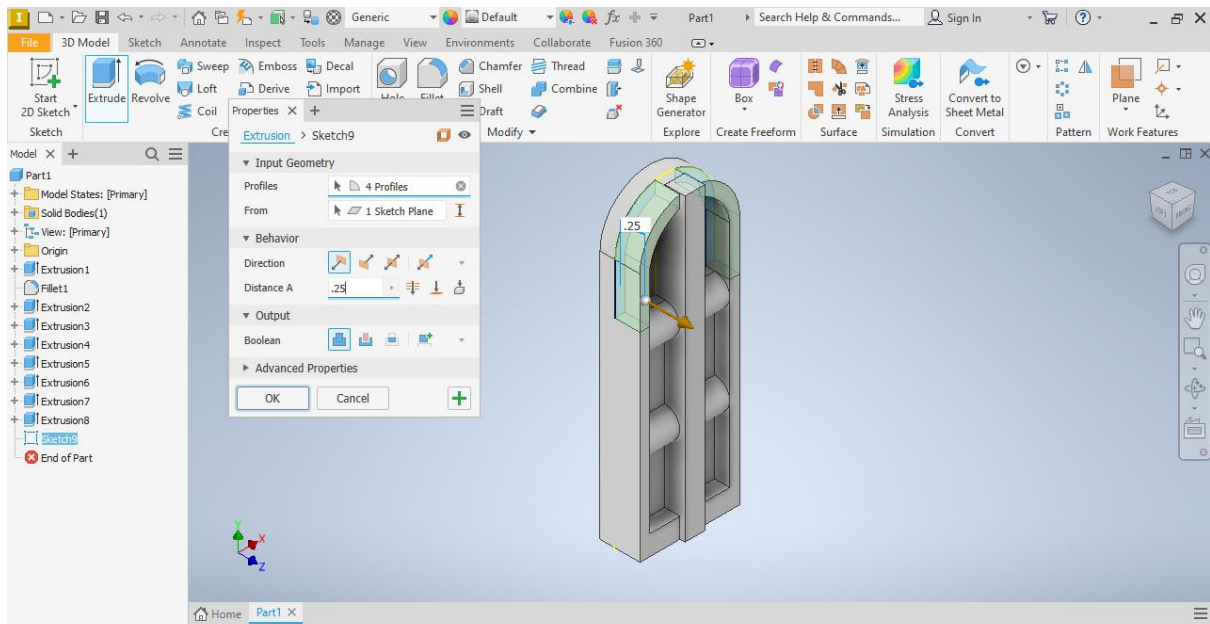 Generic
Default
Part1
Search Help & Commands...
Sign In
File 3D Model Sketch Annotate Inspect Tools Manage View Environments Collaborate Fusion 360
Start
2D Sketch
Extrude
Revolve
Sweep
Loft
Coil
Emboss
Derive
Decal
Import
Hole
Fillet
Chamfer
Shell
Draft
Thread
Combine
Shape
Generator
Box
Stress
Analysis
Convert to
Sheet Metal
Plane
Sketch
Cre
Modify
Explore
Create Freeform
Surface
Simulation
Convert
Pattern
Work Features
Properties
Extrusion > Sketch9
Input Geometry
Profiles 4 Profiles
From 1 Sketch Plane
Behavior
Direction
Distance A .25
Output
Boolean
Advanced Properties
OK Cancel
Model
Part1
Model States: [Primary]
Solid Bodies(1)
View: [Primary]
Origin
Extrusion1
Fillet1
Extrusion2
Extrusion3
Extrusion4
Extrusion5
Extrusion6
Extrusion7
Extrusion8
Sketch9
End of Part
.25
Y
X
Z
Home Part1